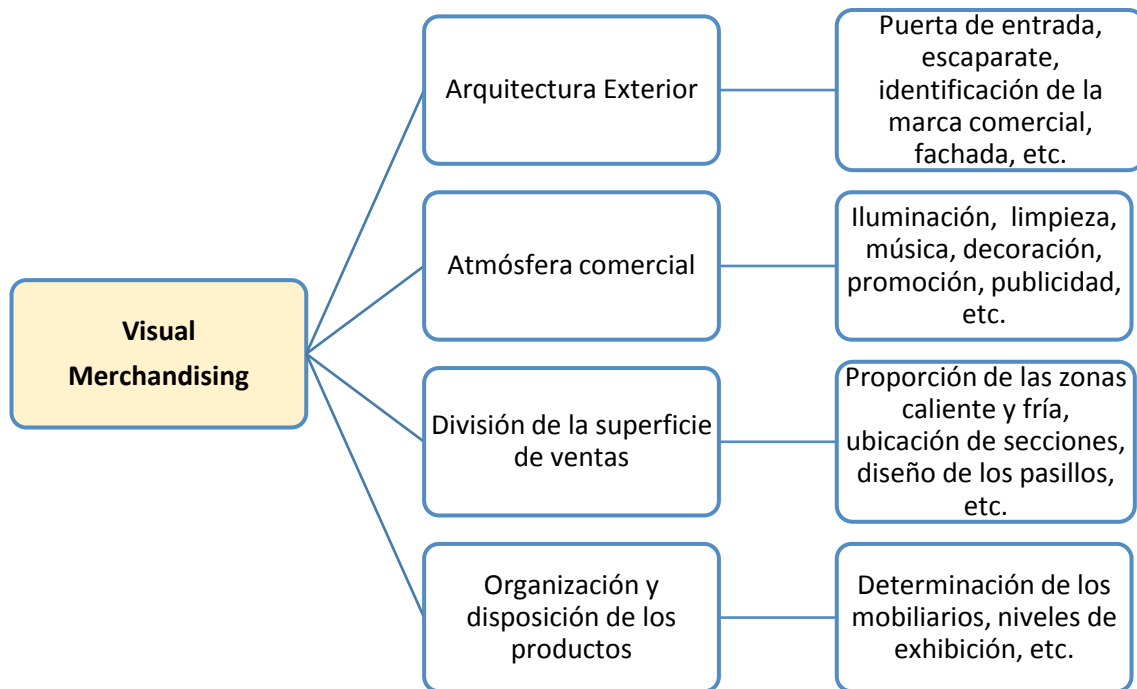 Visual
Merchandising
Arquitectura Exterior
Puerta de entrada,
escaparate,
identificación de la
marca comercial,
fachada, etc.
Atmósfera comercial
Iluminación, limpieza,
música, decoración,
promoción, publicidad,
etc.
División de la superficie
de ventas
Proporción de las zonas
caliente y fría,
ubicación de secciones,
diseño de los pasillos,
etc.
Organización y
disposición de los
productos
Determinación de los
mobiliarios, niveles de
exhibición, etc.